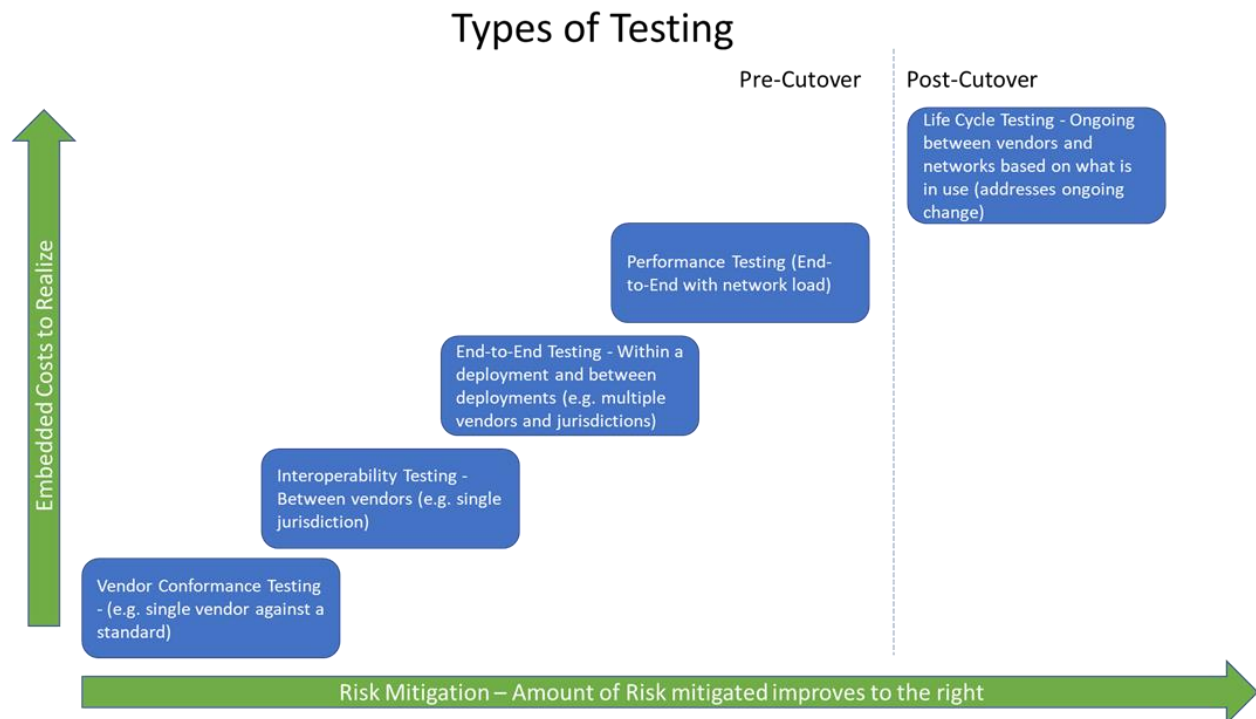 Types of Testing
Pre-Cutover
Post-Cutover
Life Cycle Testing - Ongoing
between vendors and
networks based on what is
in use (addresses ongoing
change)
Performance Testing (End-
to-End with network load)
End-to-End Testing - Within a
deployment and between
deployments (e.g. multiple
vendors and jurisdictions)
Interoperability Testing -
Between vendors (e.g. single
jurisdiction)
Vendor Conformance Testing
- (e.g. single vendor against a
standard)
Embedded Costs to Realize
Risk Mitigation – Amount of Risk mitigated improves to the right